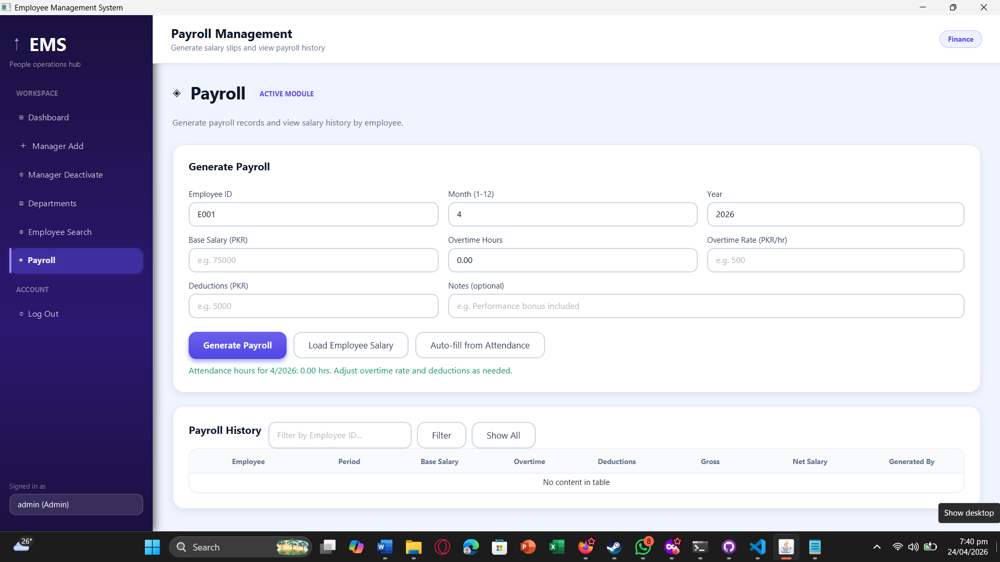 Employee Management System
EMS
People operations hub
WORKSPACE
Dashboard
Manager Add
Manager Deactivate
Departments
Employee Search
Payroll
ACCOUNT
Log Out
Signed in as
admin (Admin)
Payroll Management
Generate salary slips and view payroll history
Finance
Payroll ACTIVE MODULE
Generate payroll records and view salary history by employee.
Generate Payroll
Employee ID Month (1-12) Year
E001 4 2026
Base Salary (PKR) Overtime Hours Overtime Rate (PKR/hr)
e.g. 75000 0.00 e.g. 500
Deductions (PKR) Notes (optional)
e.g. 5000 e.g. Performance bonus included
Generate Payroll Load Employee Salary Auto-fill from Attendance
Attendance hours for 4/2026: 0.00 hrs. Adjust overtime rate and deductions as needed.
Payroll History Filter by Employee ID... Filter Show All
Employee Period Base Salary Overtime Deductions Gross Net Salary Generated By
No content in table
Show desktop
26°
Search
8
7:40 pm
24/04/2026